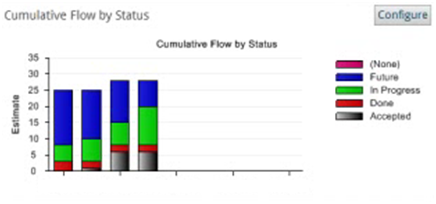 Cumulative Flow by Status
Configure
Cumulative Flow by Status
Estimate
35
30
25
20
15
10
5
0
(None)
Future
In Progress
Done
Accepted